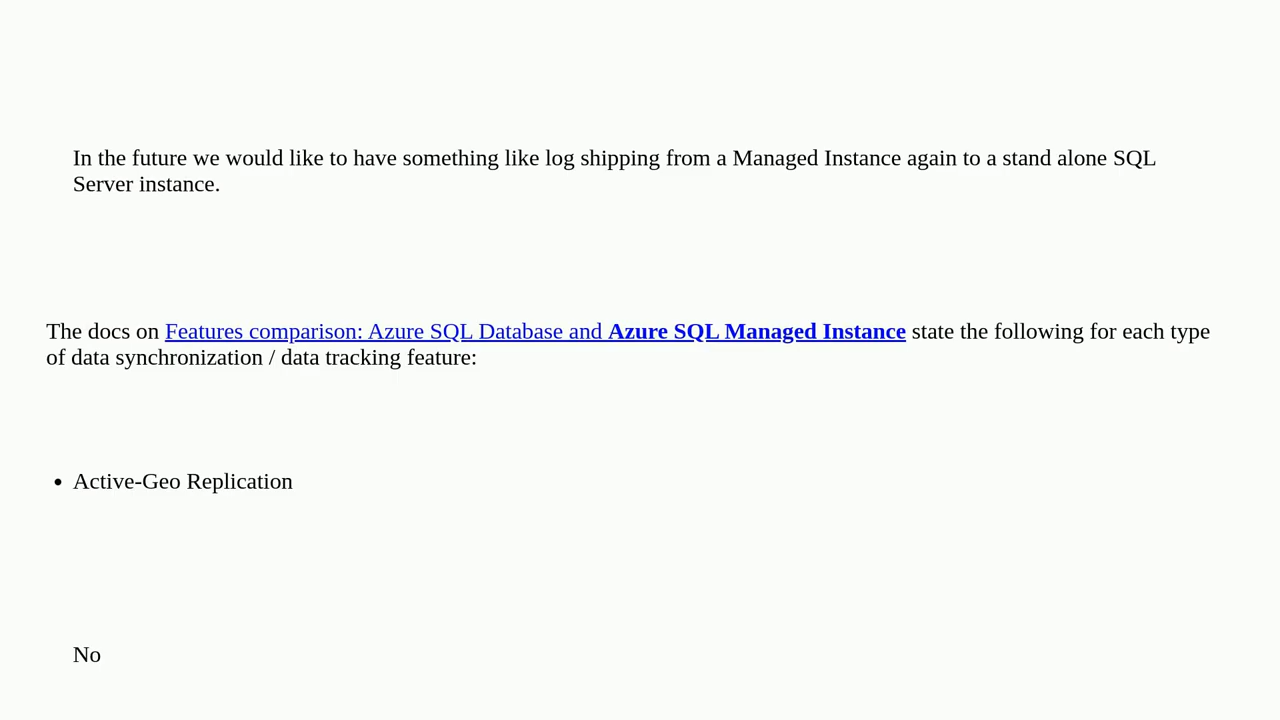 In the future we would like to have something like log shipping from a Managed Instance again to a stand alone SQL
Server instance.
The docs on Features comparison: Azure SQL Database and Azure SQL Managed Instance state the following for each type
of data synchronization / data tracking feature:
• Active-Geo Replication
No